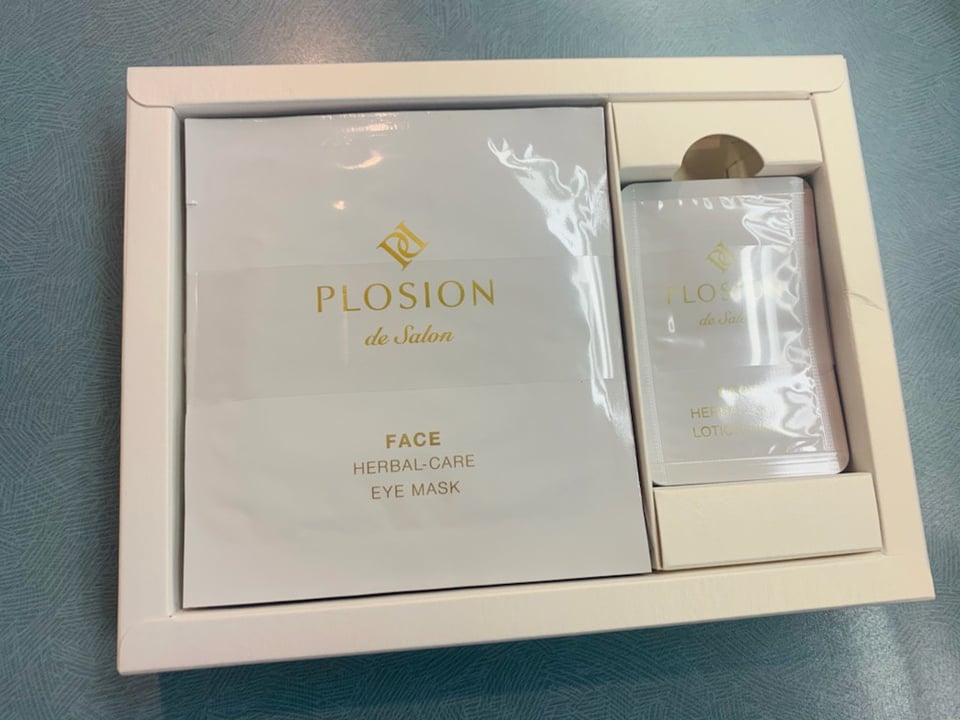 PLOSION
de Salon
FACE
HERBAL-CARE
EYE MASK
PLOSION
de Salon